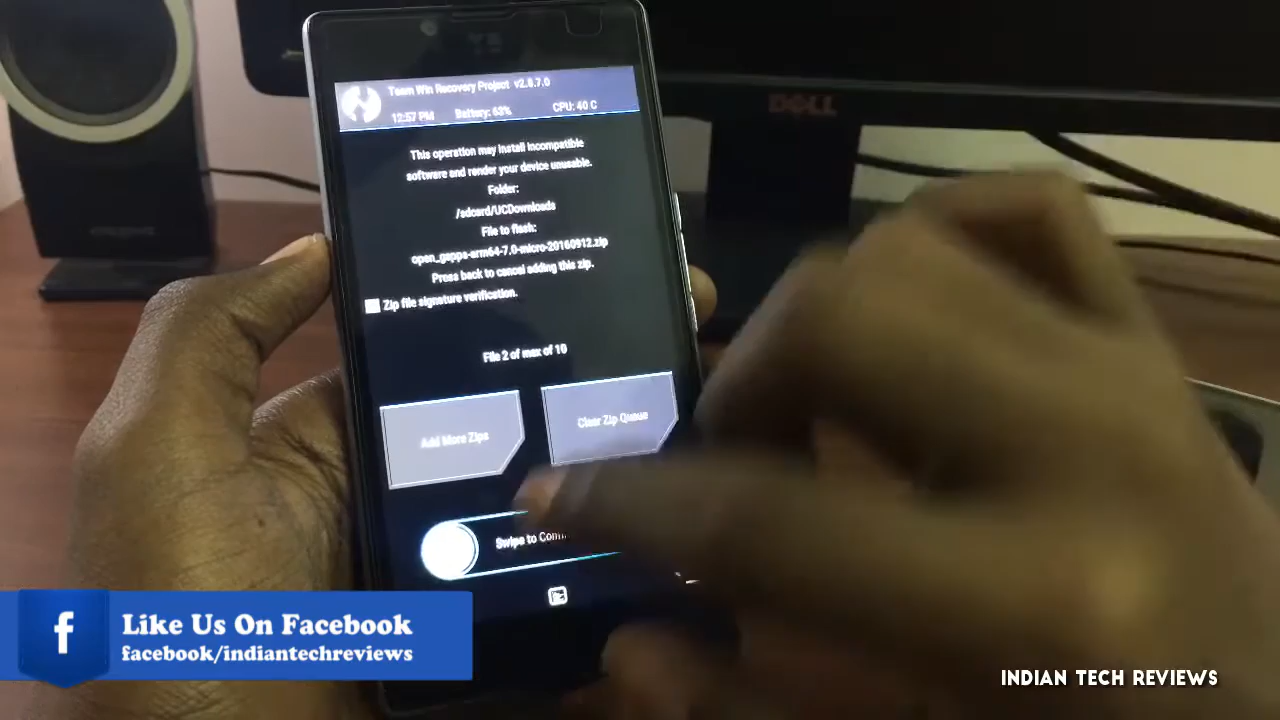 Team Win Recovery Project v2.8.7.0
12:57 PM Battery: 63% CPU: 40 C
This operation may install incompatible
software and render your device unusable.
Folder:
/sdcard/UCDownloads
File to flash:
open_gapps-arm64-7.0-micro-20160912.zip
Press back to cancel adding this zip.
Zip file signature verification.
File 2 of max of 10
Add More Zips
Clear Zip Queue
Swipe to
DELL
f
Like Us On Facebook
facebook/indiantechreviews
INDIAN TECH REVIEWS